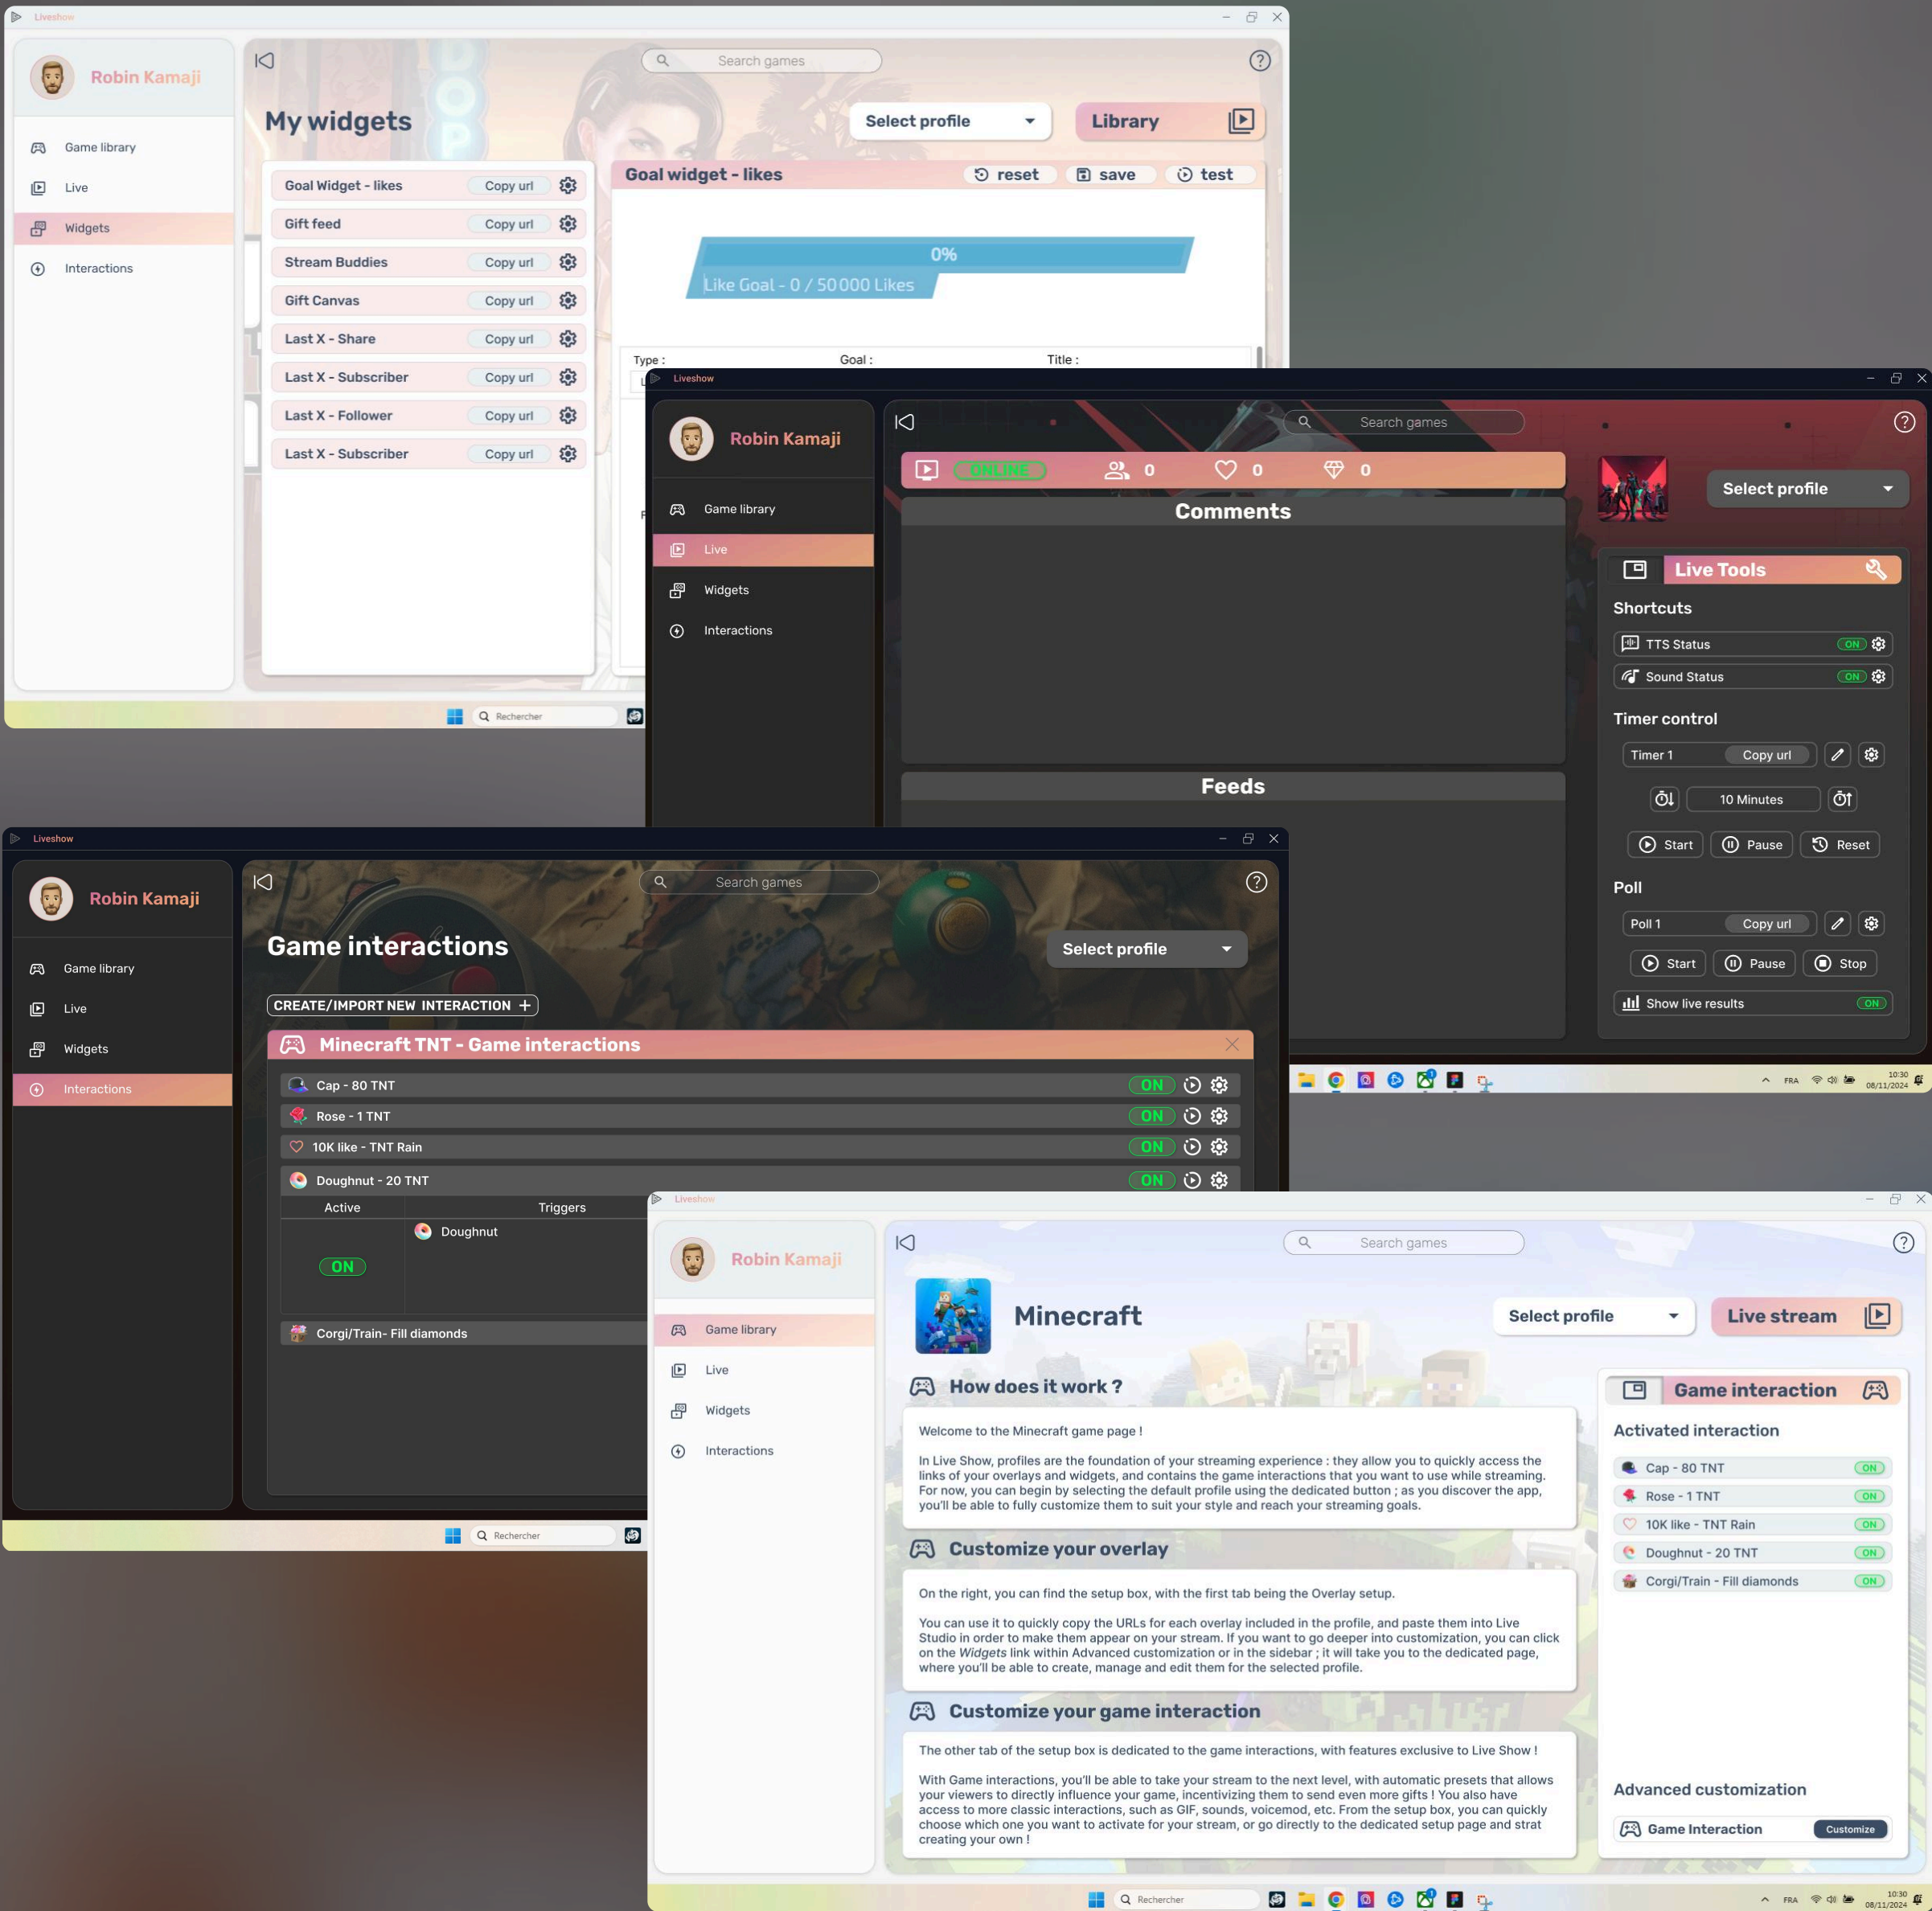 Liveshow
Robin Kamaji
Game library
Live
Widgets
Interactions
Search games
My widgets
Select profile
Library
Goal Widget - likes Copy url
Gift feed Copy url
Stream Buddies Copy url
Gift Canvas Copy url
Last X - Share Copy url
Last X - Subscriber Copy url
Last X - Follower Copy url
Last X - Subscriber Copy url
Goal widget - likes reset save test
0%
Like Goal - 0 / 50 000 Likes
Type : Goal : Title :
Rechercher
Liveshow
Robin Kamaji
Game library
Live
Widgets
Interactions
Search games
ONLINE 0 0 0
Comments
Feeds
Select profile
Live Tools
Shortcuts
TTS Status ON
Sound Status ON
Timer control
Timer 1 Copy url
10 Minutes
Start Pause Reset
Poll
Poll 1 Copy url
Start Pause Stop
Show live results ON
FRA 10:30
08/11/2024
Liveshow
Robin Kamaji
Game library
Live
Widgets
Interactions
Search games
Game interactions
Select profile
CREATE/IMPORT NEW INTERACTION +
Minecraft TNT - Game interactions
Cap - 80 TNT ON
Rose - 1 TNT ON
10K like - TNT Rain ON
Doughnut - 20 TNT ON
Active Triggers
Doughnut
ON
Corgi/Train- Fill diamonds
Rechercher
Liveshow
Robin Kamaji
Game library
Live
Widgets
Interactions
Search games
Minecraft
Select profile
Live stream
How does it work ?
Welcome to the Minecraft game page !
In Live Show, profiles are the foundation of your streaming experience : they allow you to quickly access the
links of your overlays and widgets, and contains the game interactions that you want to use while streaming.
For now, you can begin by selecting the default profile using the dedicated button ; as you discover the app,
you'll be able to fully customize them to suit your style and reach your streaming goals.
Customize your overlay
On the right, you can find the setup box, with the first tab being the Overlay setup.
You can use it to quickly copy the URLs for each overlay included in the profile, and paste them into Live
Studio in order to make them appear on your stream. If you want to go deeper into customization, you can click
on the Widgets link within Advanced customization or in the sidebar ; it will take you to the dedicated page,
where you'll be able to create, manage and edit them for the selected profile.
Customize your game interaction
The other tab of the setup box is dedicated to the game interactions, with features exclusive to Live Show !
With Game interactions, you'll be able to take your stream to the next level, with automatic presets that allows
your viewers to directly influence your game, incentivizing them to send even more gifts ! You also have
access to more classic interactions, such as GIF, sounds, voicemod, etc. From the setup box, you can quickly
choose which one you want to activate for your stream, or go directly to the dedicated setup page and strat
creating your own !
Game interaction
Activated interaction
Cap - 80 TNT ON
Rose - 1 TNT ON
10K like - TNT Rain ON
Doughnut - 20 TNT ON
Corgi/Train - Fill diamonds ON
Advanced customization
Game Interaction Customize
Rechercher
FRA 10:30
08/11/2024